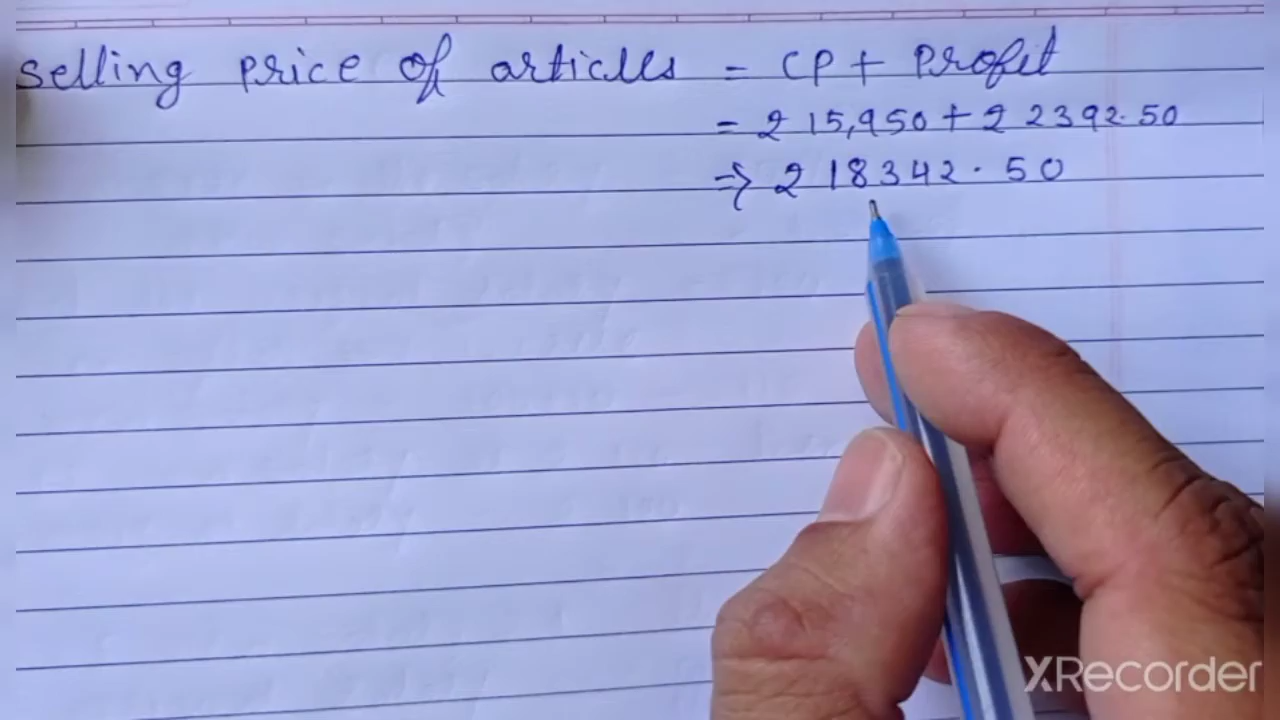 selling price of articles = CP + Profit
= ₹ 15,950 + ₹ 2392.50
⇒ ₹ 18342.50
XRecorder